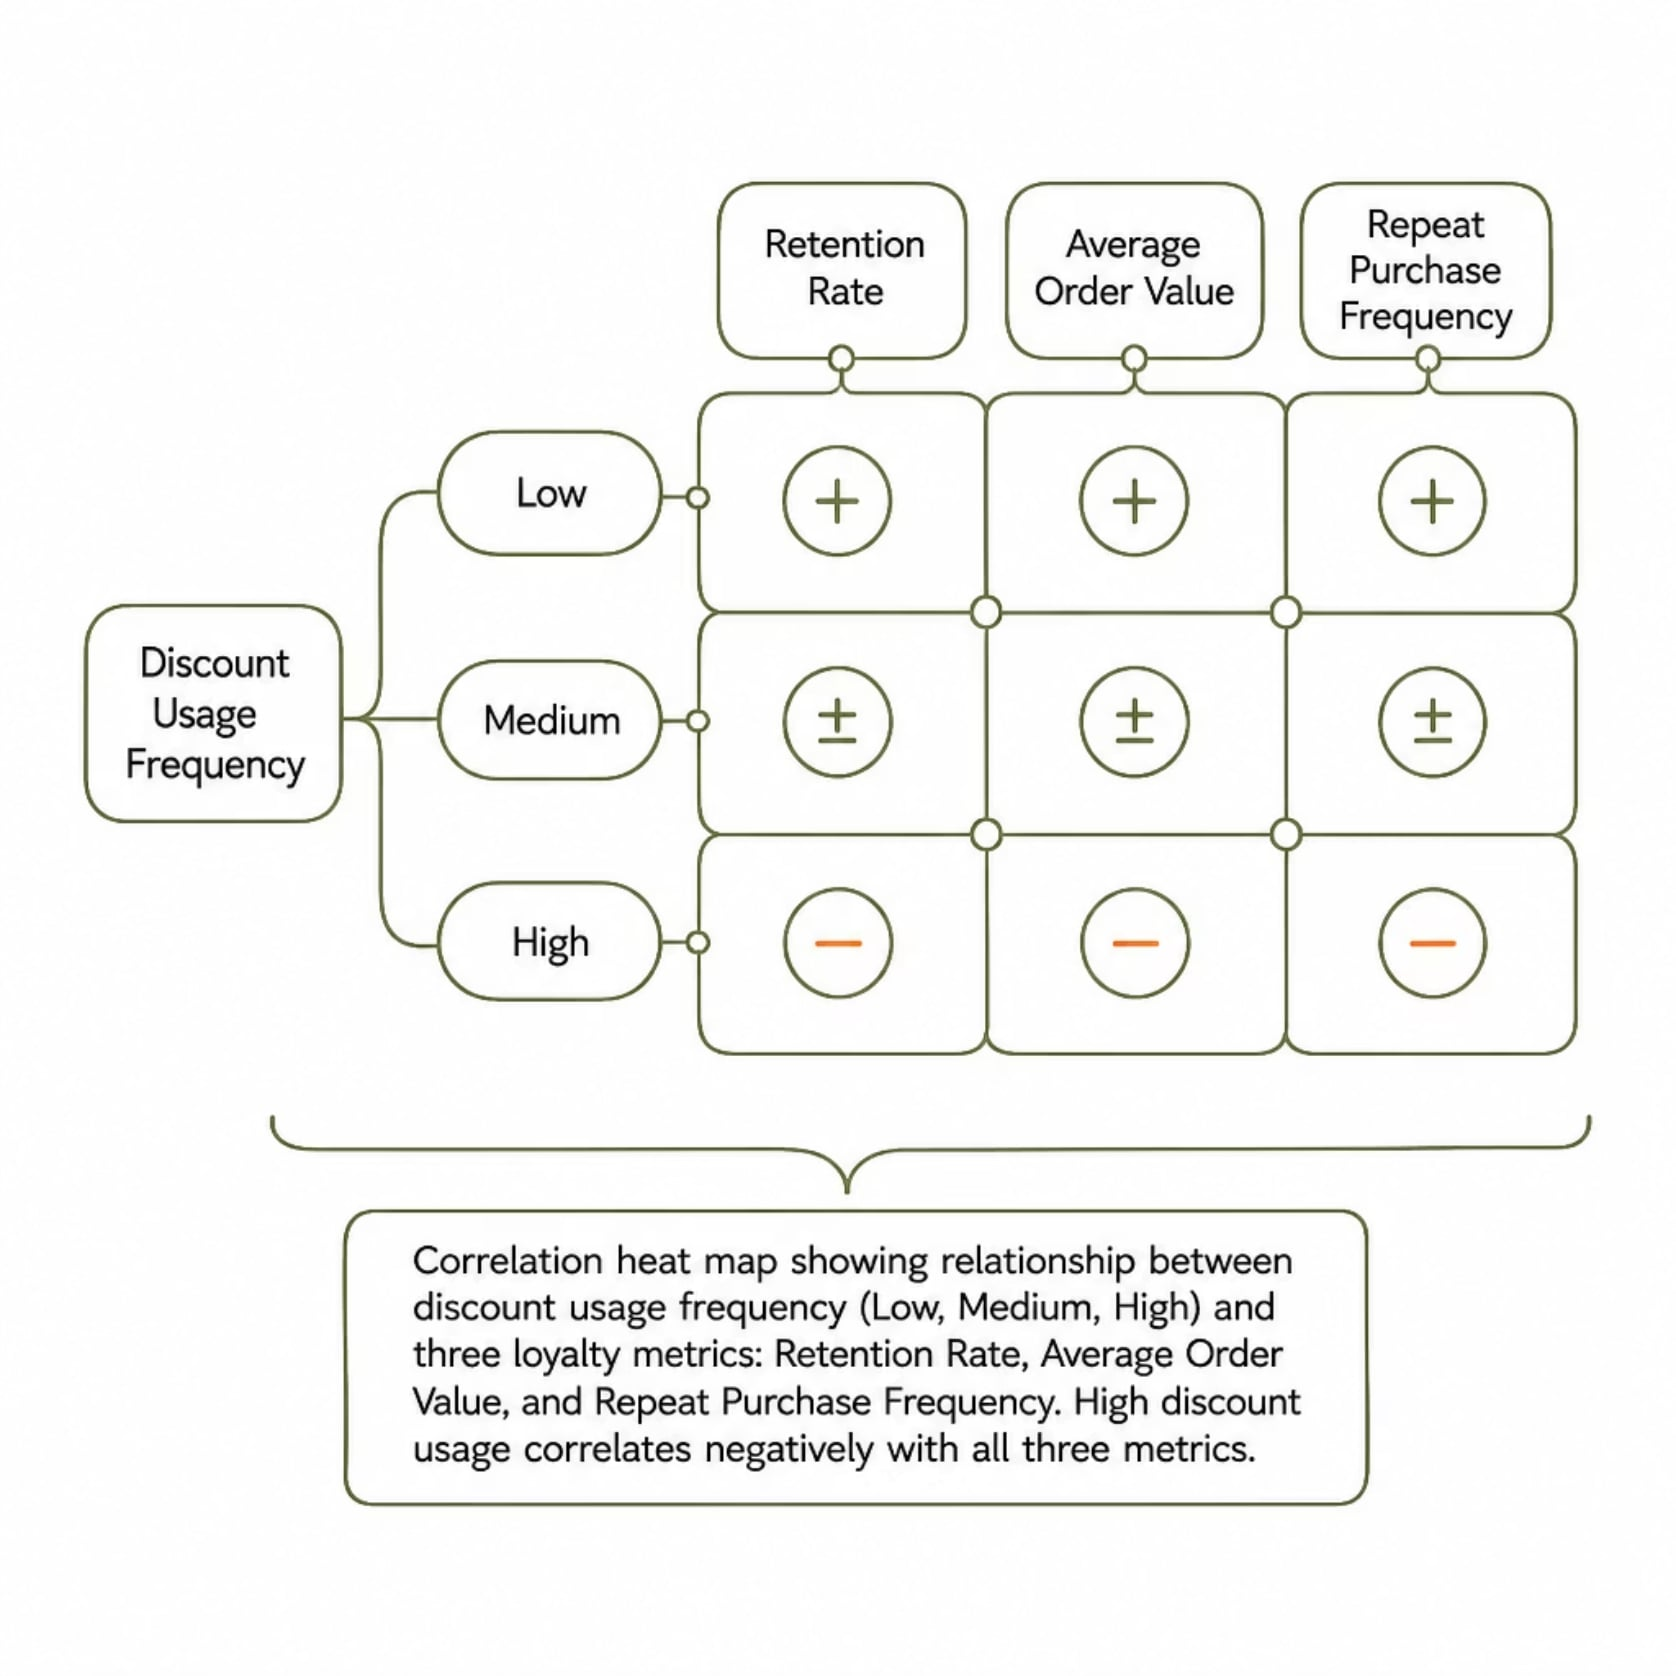 Retention
Rate
Average
Order Value
Repeat
Purchase
Frequency
Discount
Usage
Frequency
Low
+
+
+
Medium
±
±
±
High
−
−
−
Correlation heat map showing relationship between
discount usage frequency (Low, Medium, High) and
three loyalty metrics: Retention Rate, Average Order
Value, and Repeat Purchase Frequency. High discount
usage correlates negatively with all three metrics.